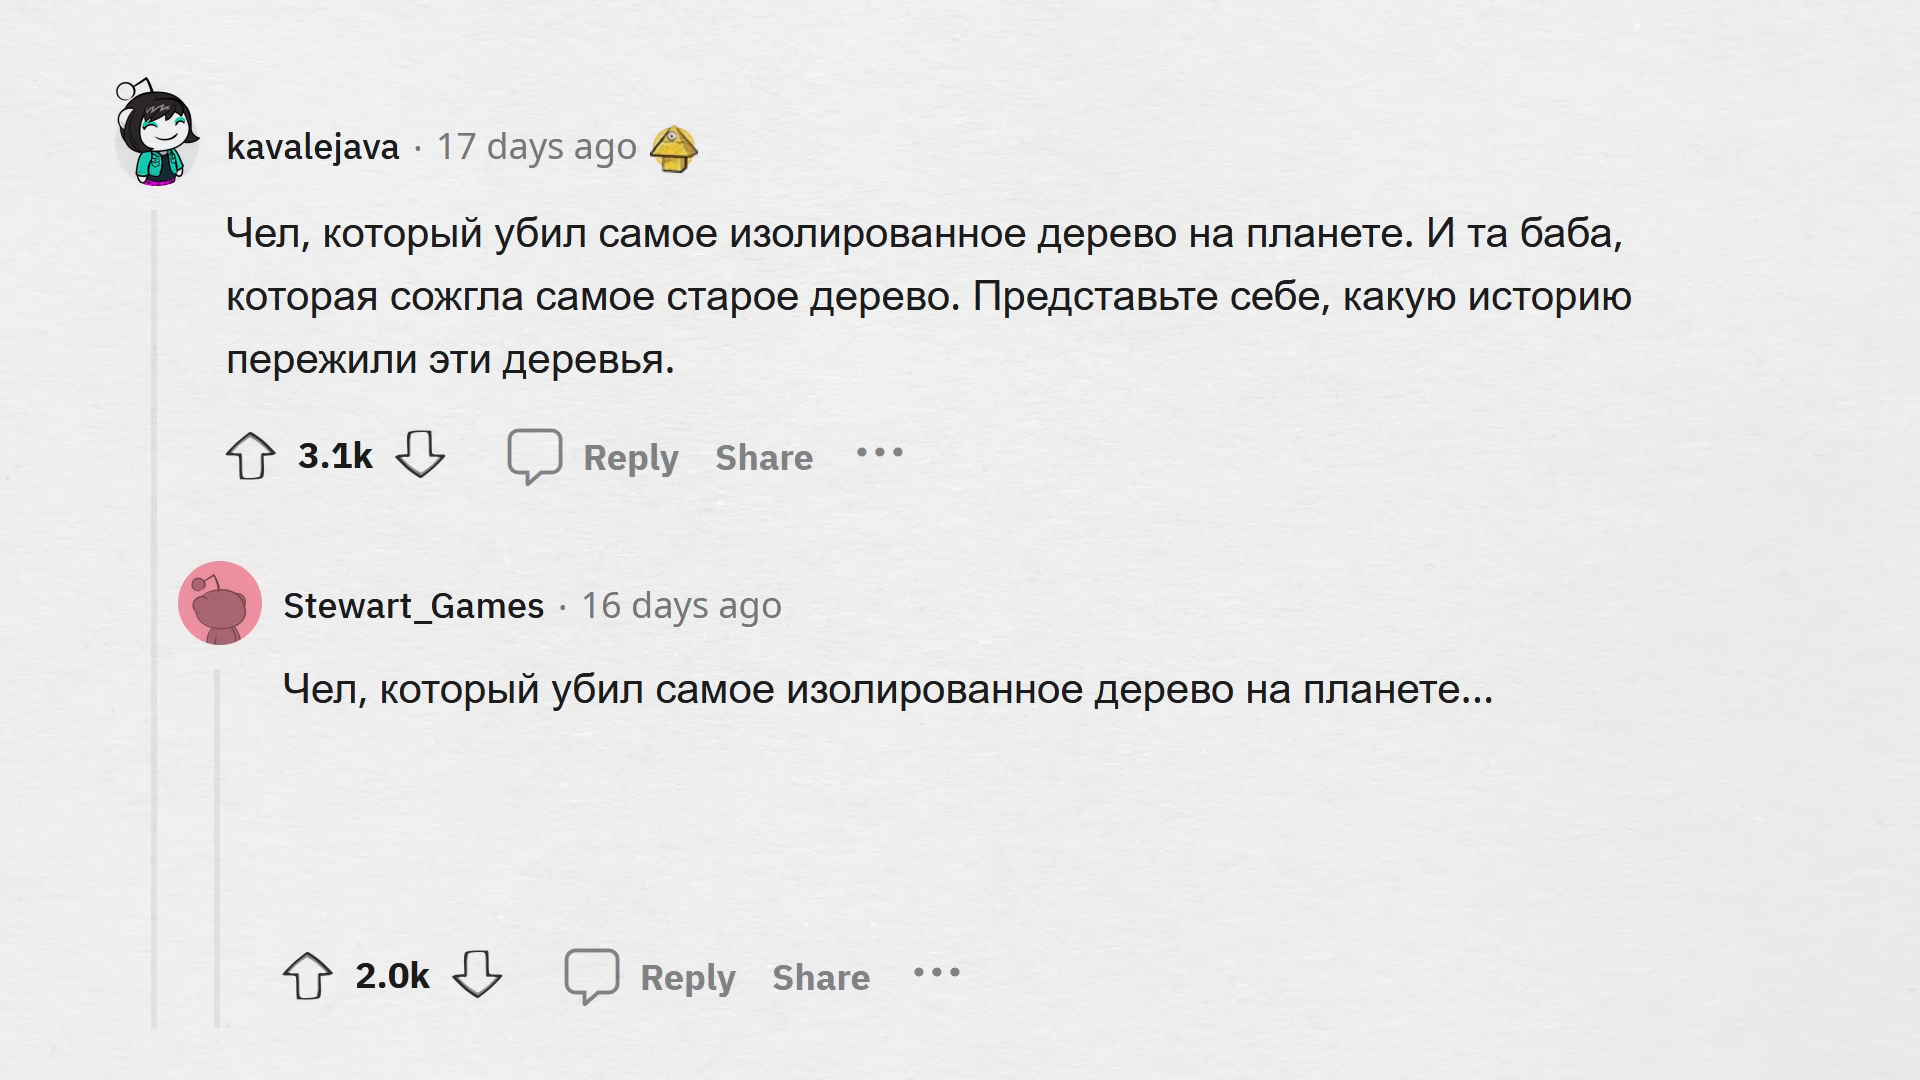 kavalejava · 17 days ago
Чел, который убил самое изолированное дерево на планете. И та баба,
которая сожгла самое старое дерево. Представьте себе, какую историю
пережили эти деревья.
3.1k Reply Share •••
Stewart_Games · 16 days ago
Чел, который убил самое изолированное дерево на планете...
2.0k Reply Share •••